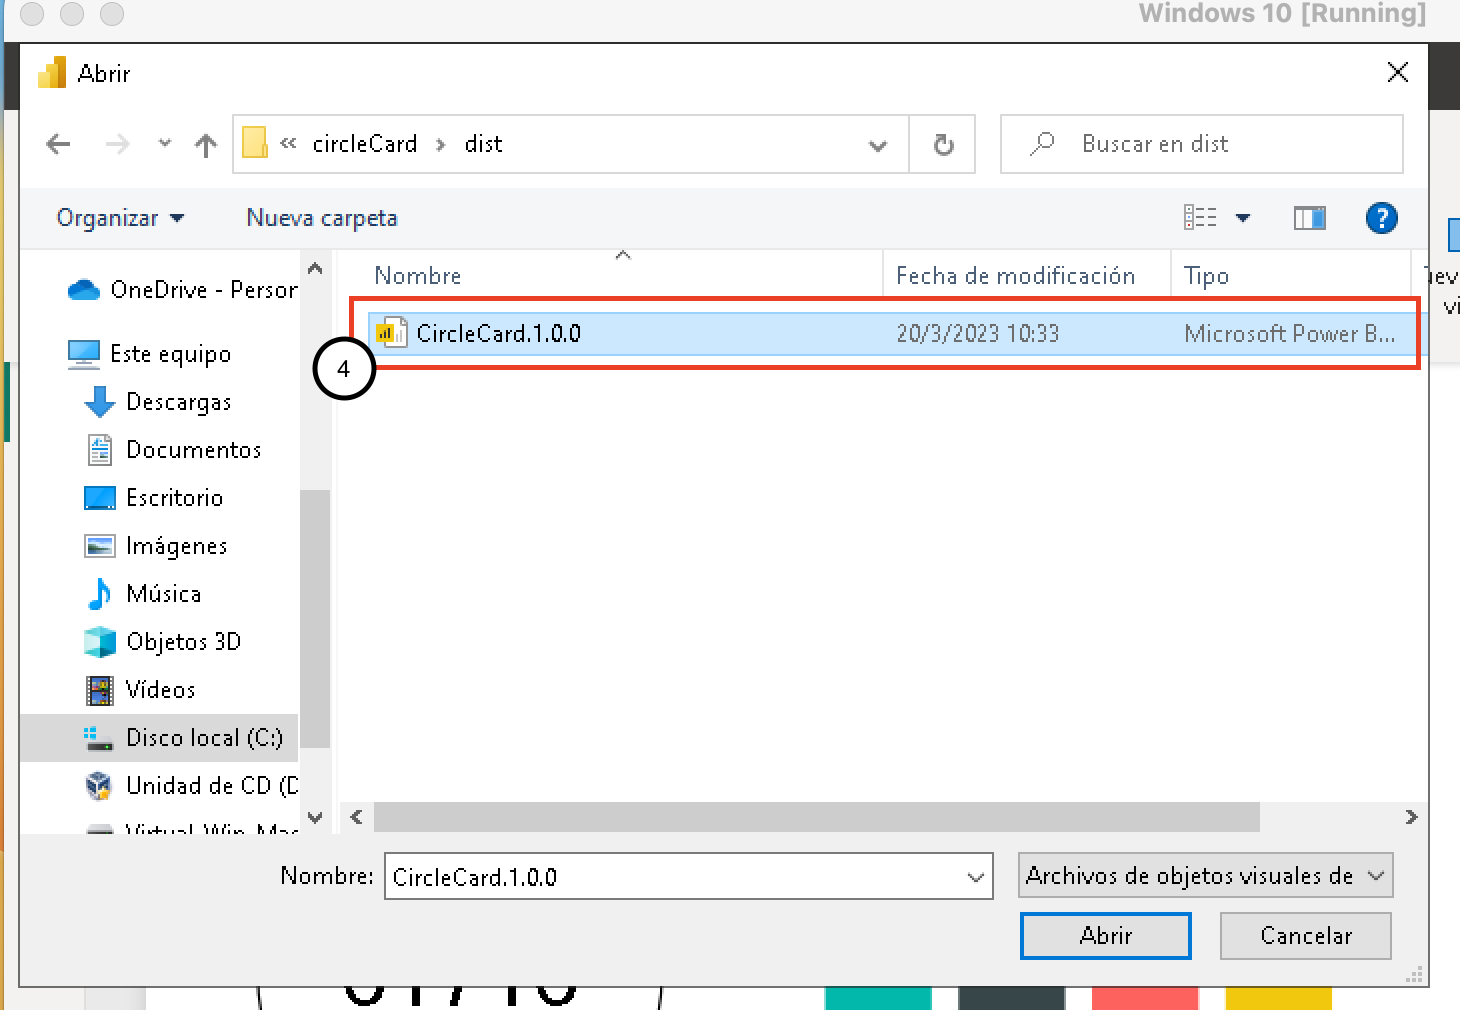 Windows 10 [Running]
Abrir
« circleCard › dist
Buscar en dist
Organizar
Nueva carpeta
Nombre
Fecha de modificación
Tipo
OneDrive - Person
CircleCard.1.0.0
20/3/2023 10:33
Microsoft Power B...
4
Este equipo
Descargas
Documentos
Escritorio
Imágenes
Música
Objetos 3D
Vídeos
Disco local (C:)
Unidad de CD (D
Nombre:
CircleCard.1.0.0
Archivos de objetos visuales de
Abrir
Cancelar